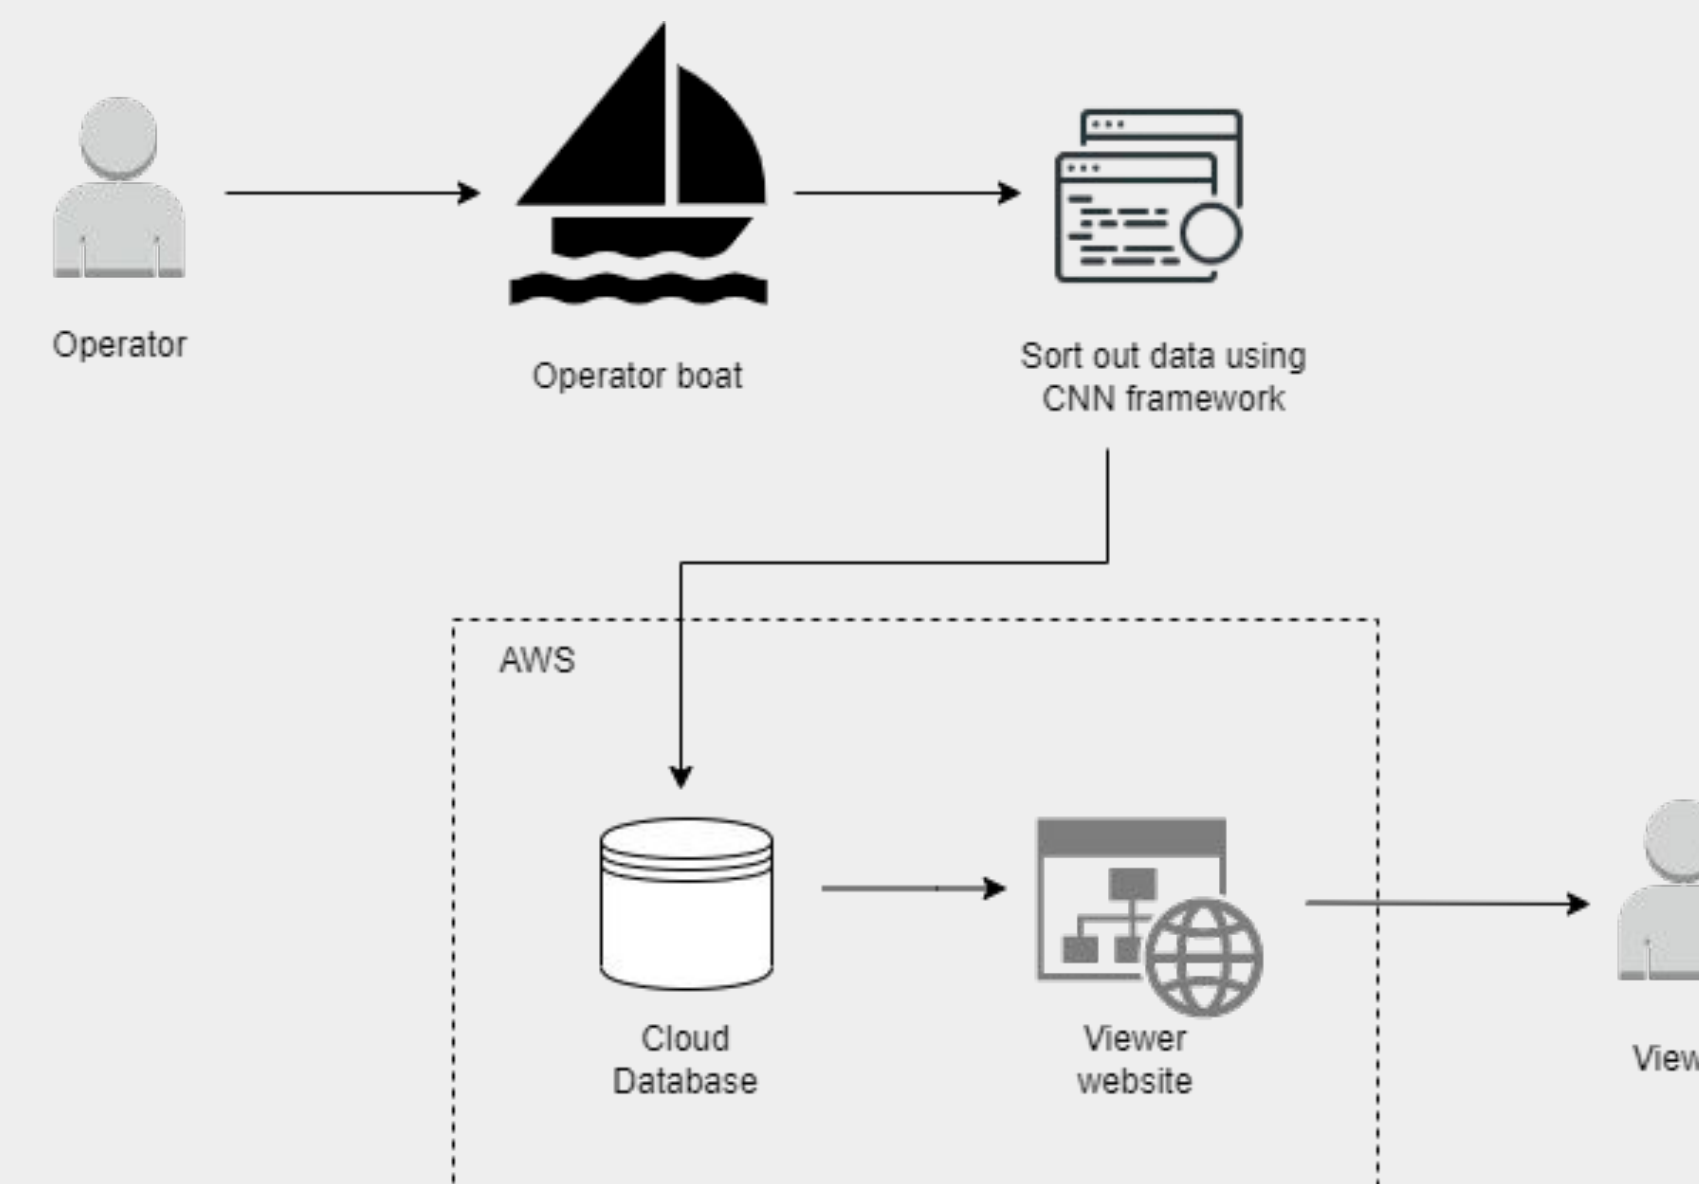 Operator
Operator boat
Sort out data using
CNN framework
AWS
Cloud
Database
Viewer
website